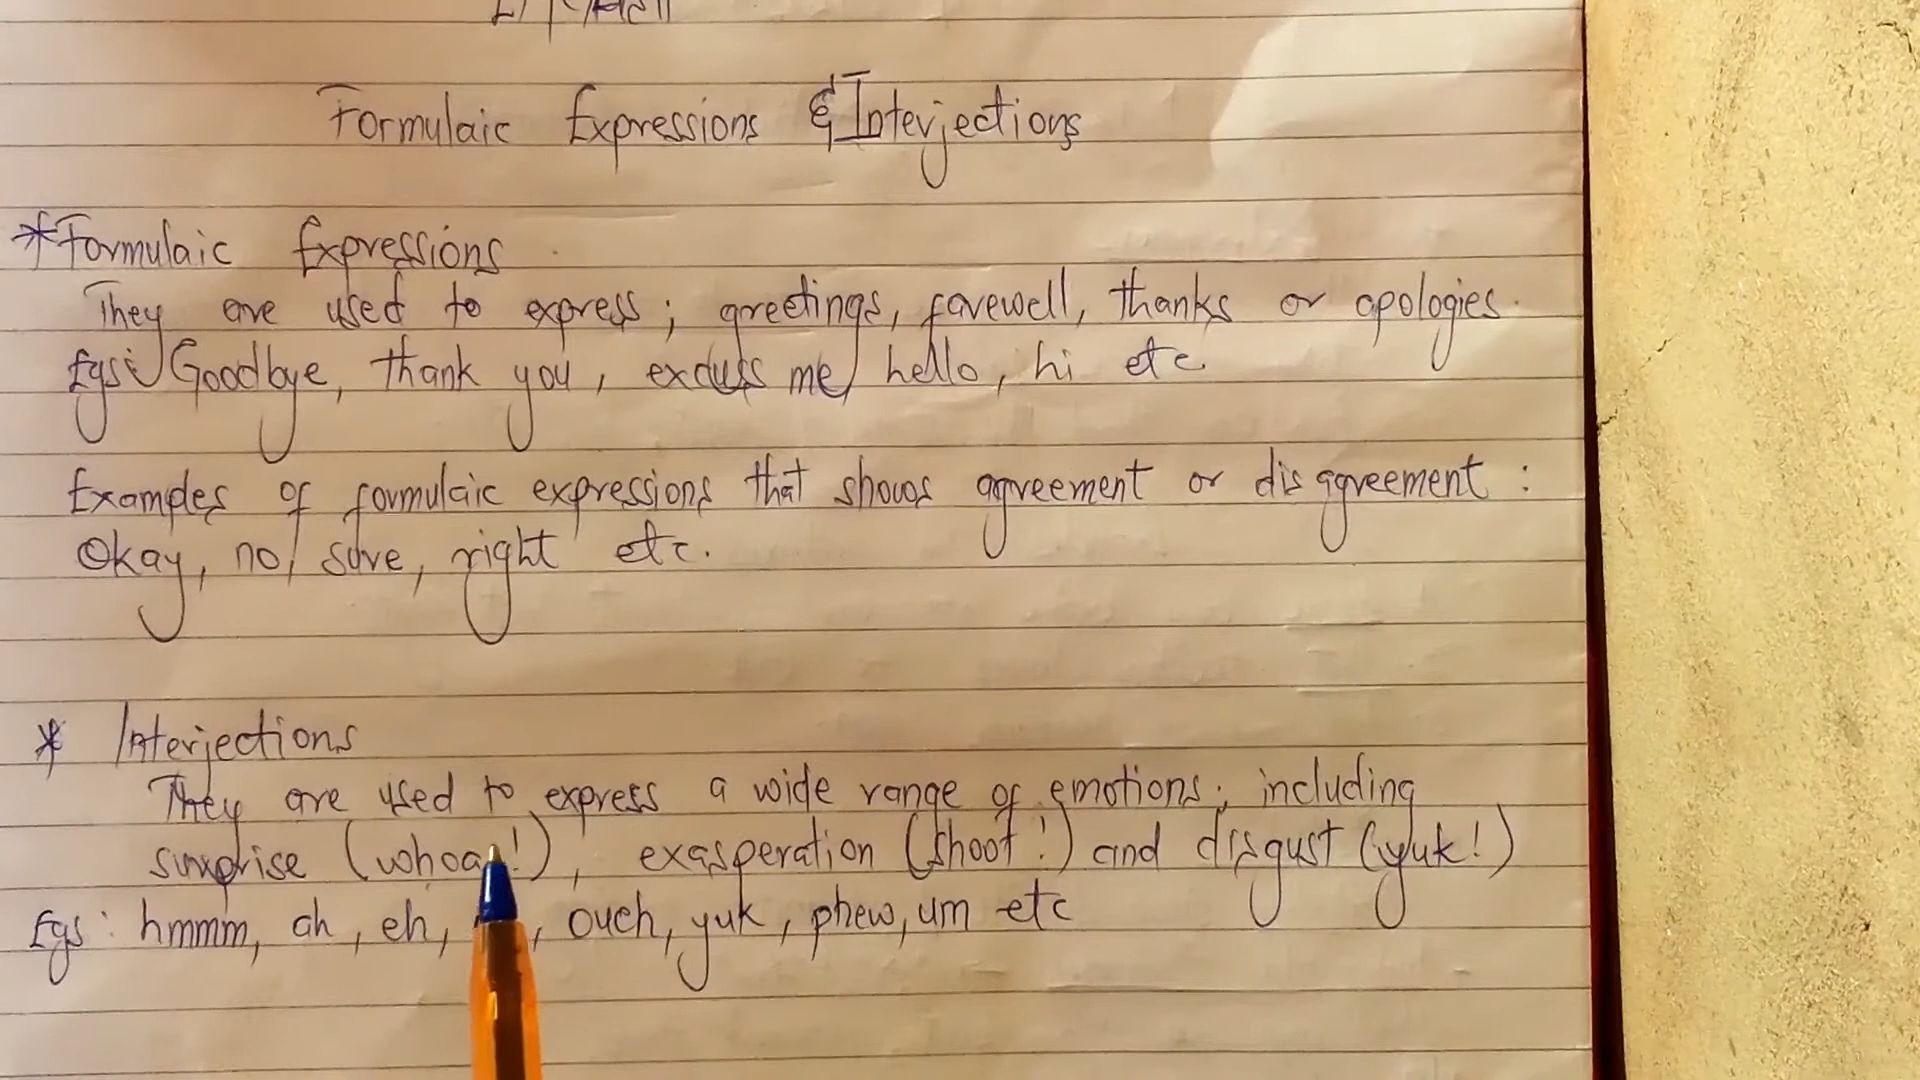 Formulaic Expressions & Interjections
*Formulaic Expressions
They are used to express; greetings, farewell, thanks or apologies.
Egs: Goodbye, thank you, excuss me, hello, hi etc.
Examples of formulaic expressions that shows agreement or disagreement:
Okay, no, sure, right etc.
* Interjections
They are used to express a wide range of emotions; including
surprise (whoa!), exasperation (shoot!) and disgust (yuk!)
Egs: hmmm, ah, eh, , ouch, yuk, phew, um etc